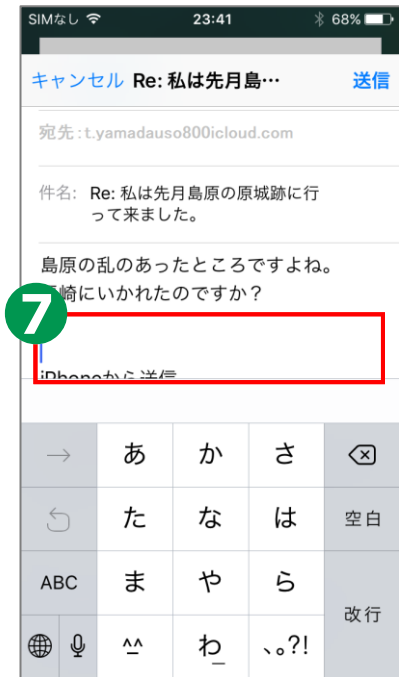 SIMなし 23:41 68%
キャンセル Re: 私は先月島… 送信
宛先:t.yamadauso800icloud.com
件名: Re: 私は先月島原の原城跡に行
って来ました。
島原の乱のあったところですよね。
崎にいかれたのですか？
7
iPhoneから送信
→ あ か さ
た な は 空白
ABC ま や ら
改行
^^ わ 、。?!